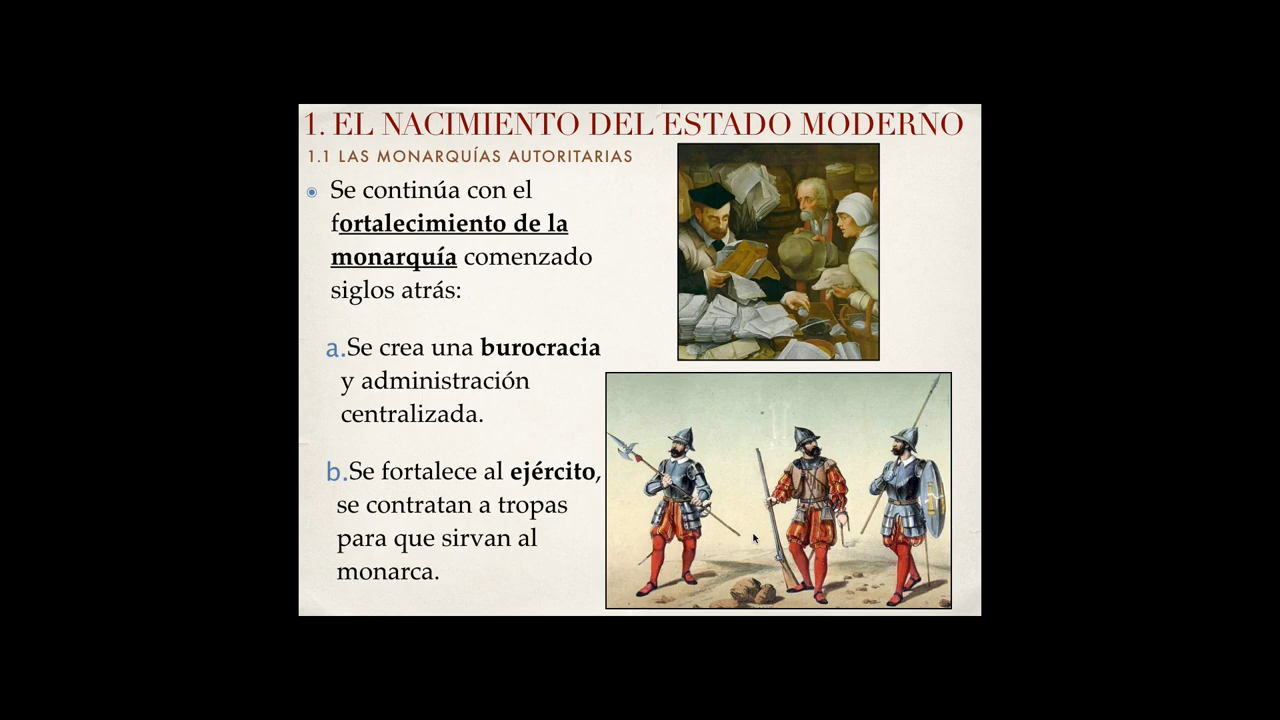 1. EL NACIMIENTO DEL ESTADO MODERNO
1.1 LAS MONARQUÍAS AUTORITARIAS
Se continúa con el
fortalecimiento de la
monarquía comenzado
siglos atrás:
a.Se crea una burocracia
y administración
centralizada.
b.Se fortalece al ejército,
se contratan a tropas
para que sirvan al
monarca.